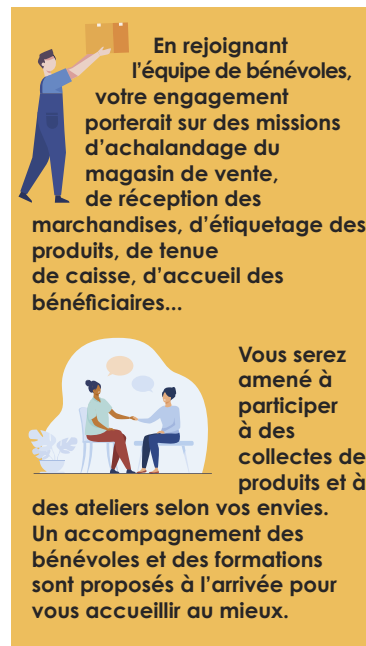 En rejoignant
l'équipe de bénévoles,
votre engagement
porterait sur des missions
d'achalandage du
magasin de vente,
de réception des
marchandises, d'étiquetage des
produits, de tenue
de caisse, d'accueil des
bénéficiaires...
Vous serez
amené à
participer
à des
collectes de
produits et à
des ateliers selon vos envies.
Un accompagnement des
bénévoles et des formations
sont proposés à l'arrivée pour
vous accueillir au mieux.